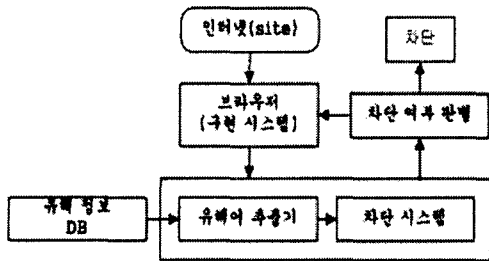 인터넷(site)
차단
브라우저
(구현 시스템)
차단 여부 판별
유해 정보
DB
유해어 추출기
차단 시스템